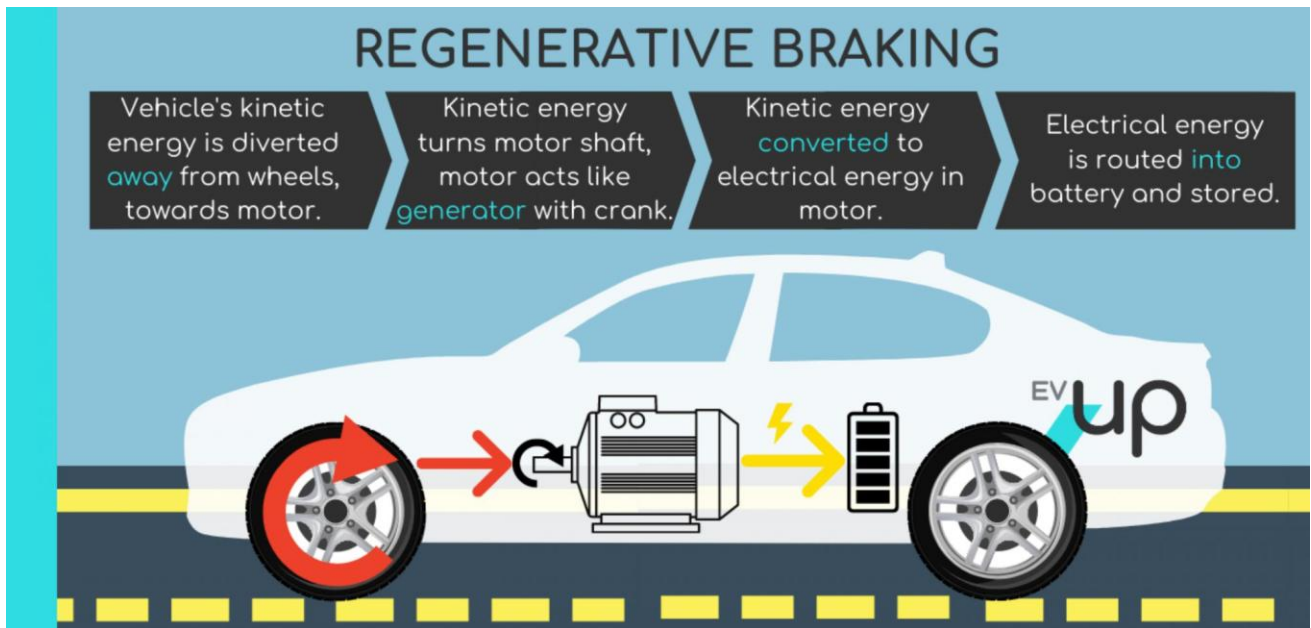 REGENERATIVE BRAKING
Vehicle's kinetic
energy is diverted
away from wheels,
towards motor.
Kinetic energy
turns motor shaft,
motor acts like
generator with crank.
Kinetic energy
converted to
electrical energy in
motor.
Electrical energy
is routed into
battery and stored.
EV up